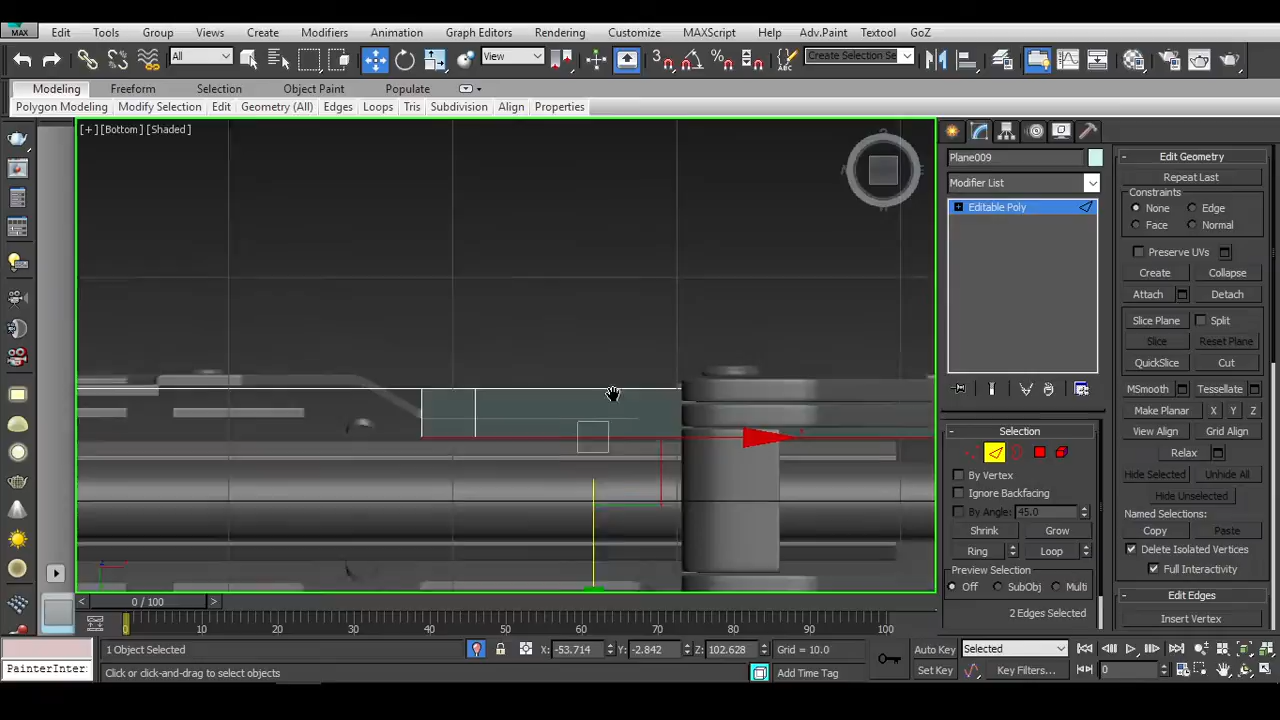 MAX Edit Tools Group Views Create Modifiers Animation Graph Editors Rendering Customize MAXScript Help Adv.Paint Textool GoZ
All View 3 Create Selection Se
Modeling Freeform Selection Object Paint Populate
Polygon Modeling Modify Selection Edit Geometry (All) Edges Loops Tris Subdivision Align Properties
[+] [Bottom] [Shaded]
Plane009
Modifier List
Editable Poly
Selection
By Vertex
Ignore Backfacing
By Angle: 45.0
Shrink Grow
Ring Loop
Preview Selection
Off SubObj Multi
2 Edges Selected
Edit Geometry
Repeat Last
Constraints
None Edge
Face Normal
Preserve UVs
Create Collapse
Attach Detach
Slice Plane Split
Slice Reset Plane
QuickSlice Cut
MSmooth Tessellate
Make Planar X Y Z
View Align Grid Align
Relax
Hide Selected Unhide All
Hide Unselected
Named Selections:
Copy Paste
Delete Isolated Vertices
Full Interactivity
Edit Edges
Insert Vertex
< 0 / 100 >
0 10 20 30 40 50 60 70 80 90 100
1 Object Selected X: -53.714 Y: -2.842 Z: 102.628 Grid = 10.0 Auto Key Selected
PainterInter Click or click-and-drag to select objects Add Time Tag Set Key Key Filters... 0